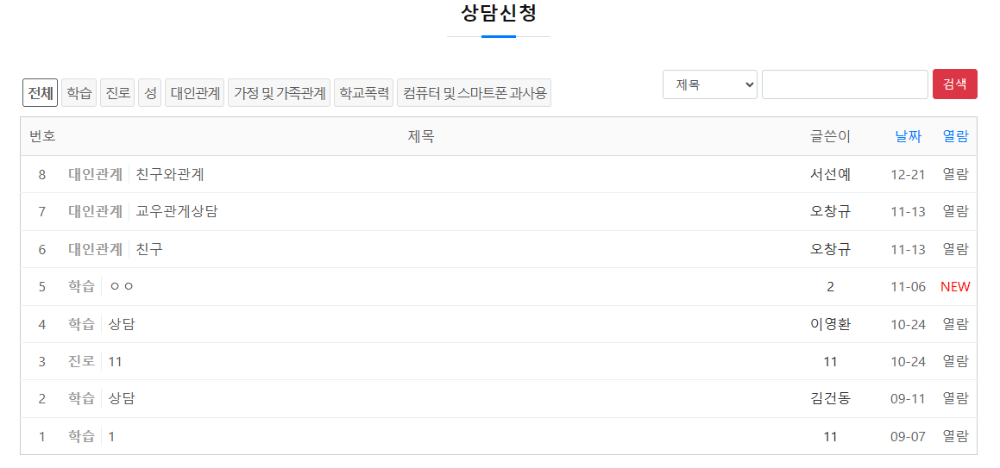 상담신청
전체 학습 진로 성 대인관계 가정 및 가족관계 학교폭력 컴퓨터 및 스마트폰 과사용 제목 검색
번호 제목 글쓴이 날짜 열람
8 대인관계 친구와관계 서선예 12-21 열람
7 대인관계 교우관게상담 오창규 11-13 열람
6 대인관계 친구 오창규 11-13 열람
5 학습 ㅇㅇ 2 11-06 NEW
4 학습 상담 이영환 10-24 열람
3 진로 11 11 10-24 열람
2 학습 상담 김건동 09-11 열람
1 학습 1 11 09-07 열람